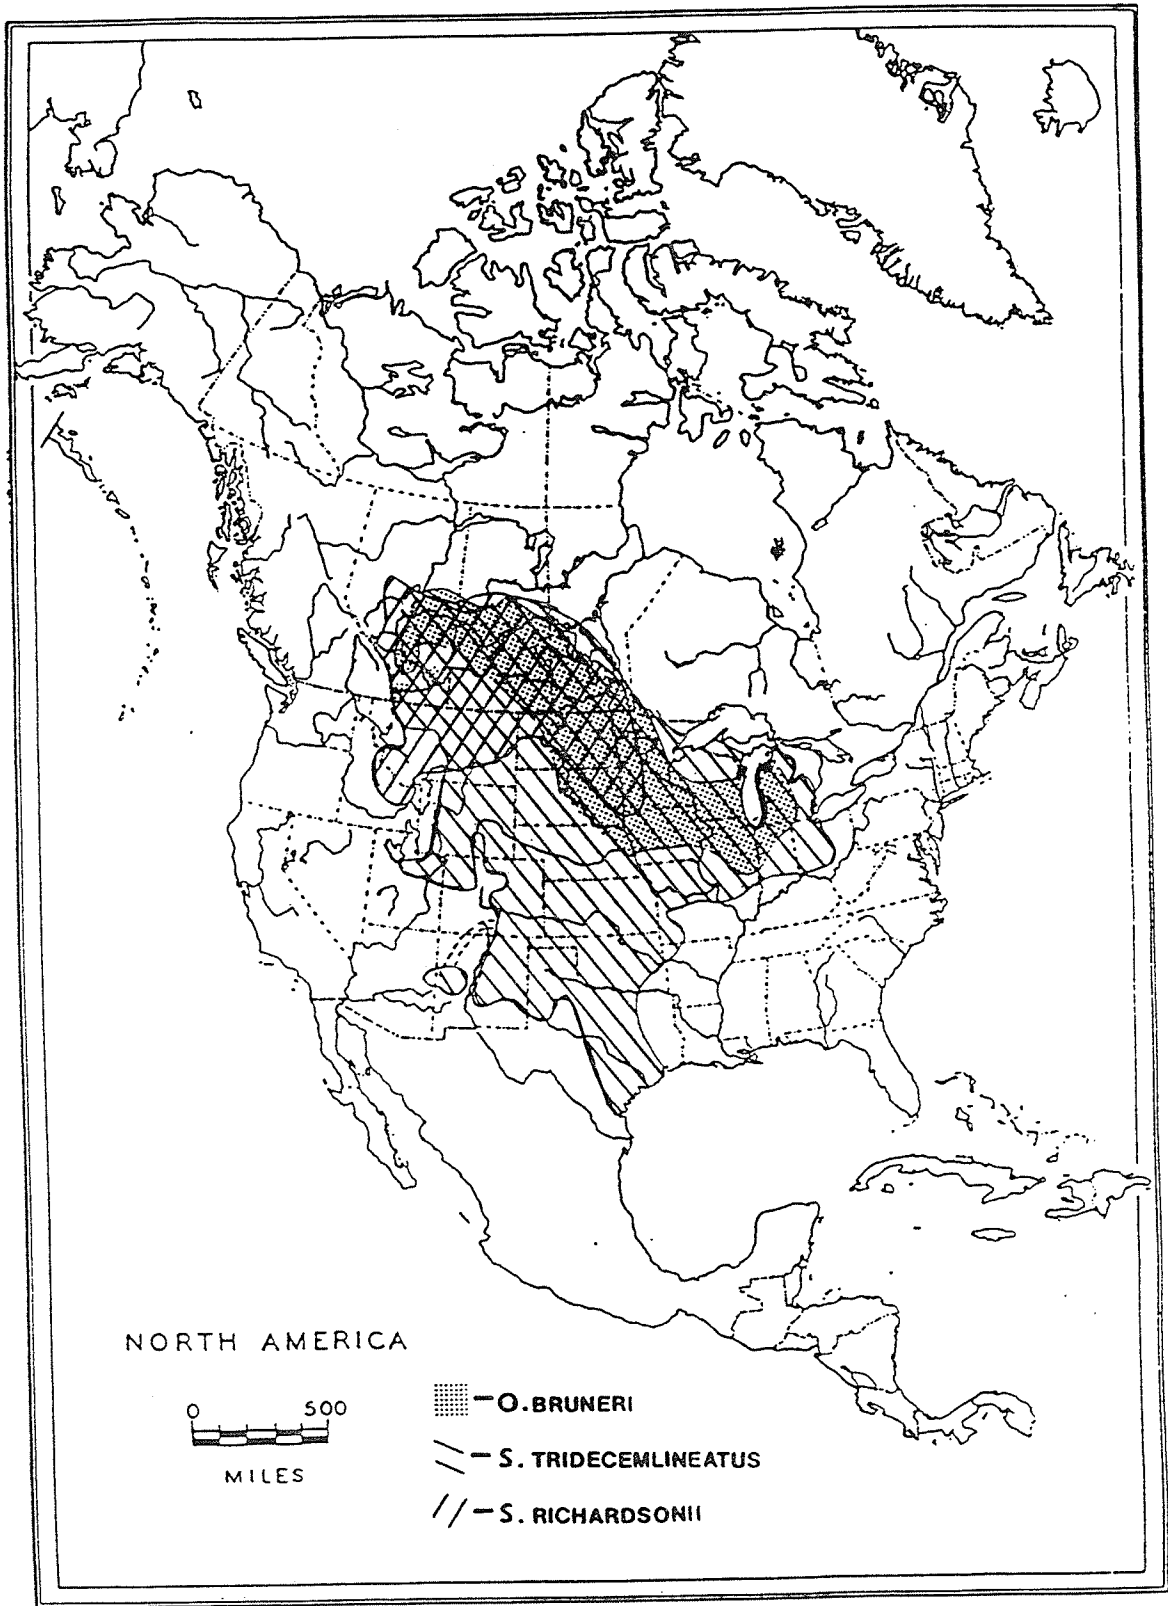 NORTH AMERICA
0 500
MILES
—O. BRUNERI
—S. TRIDECEMLINEATUS
—S. RICHARDSONII